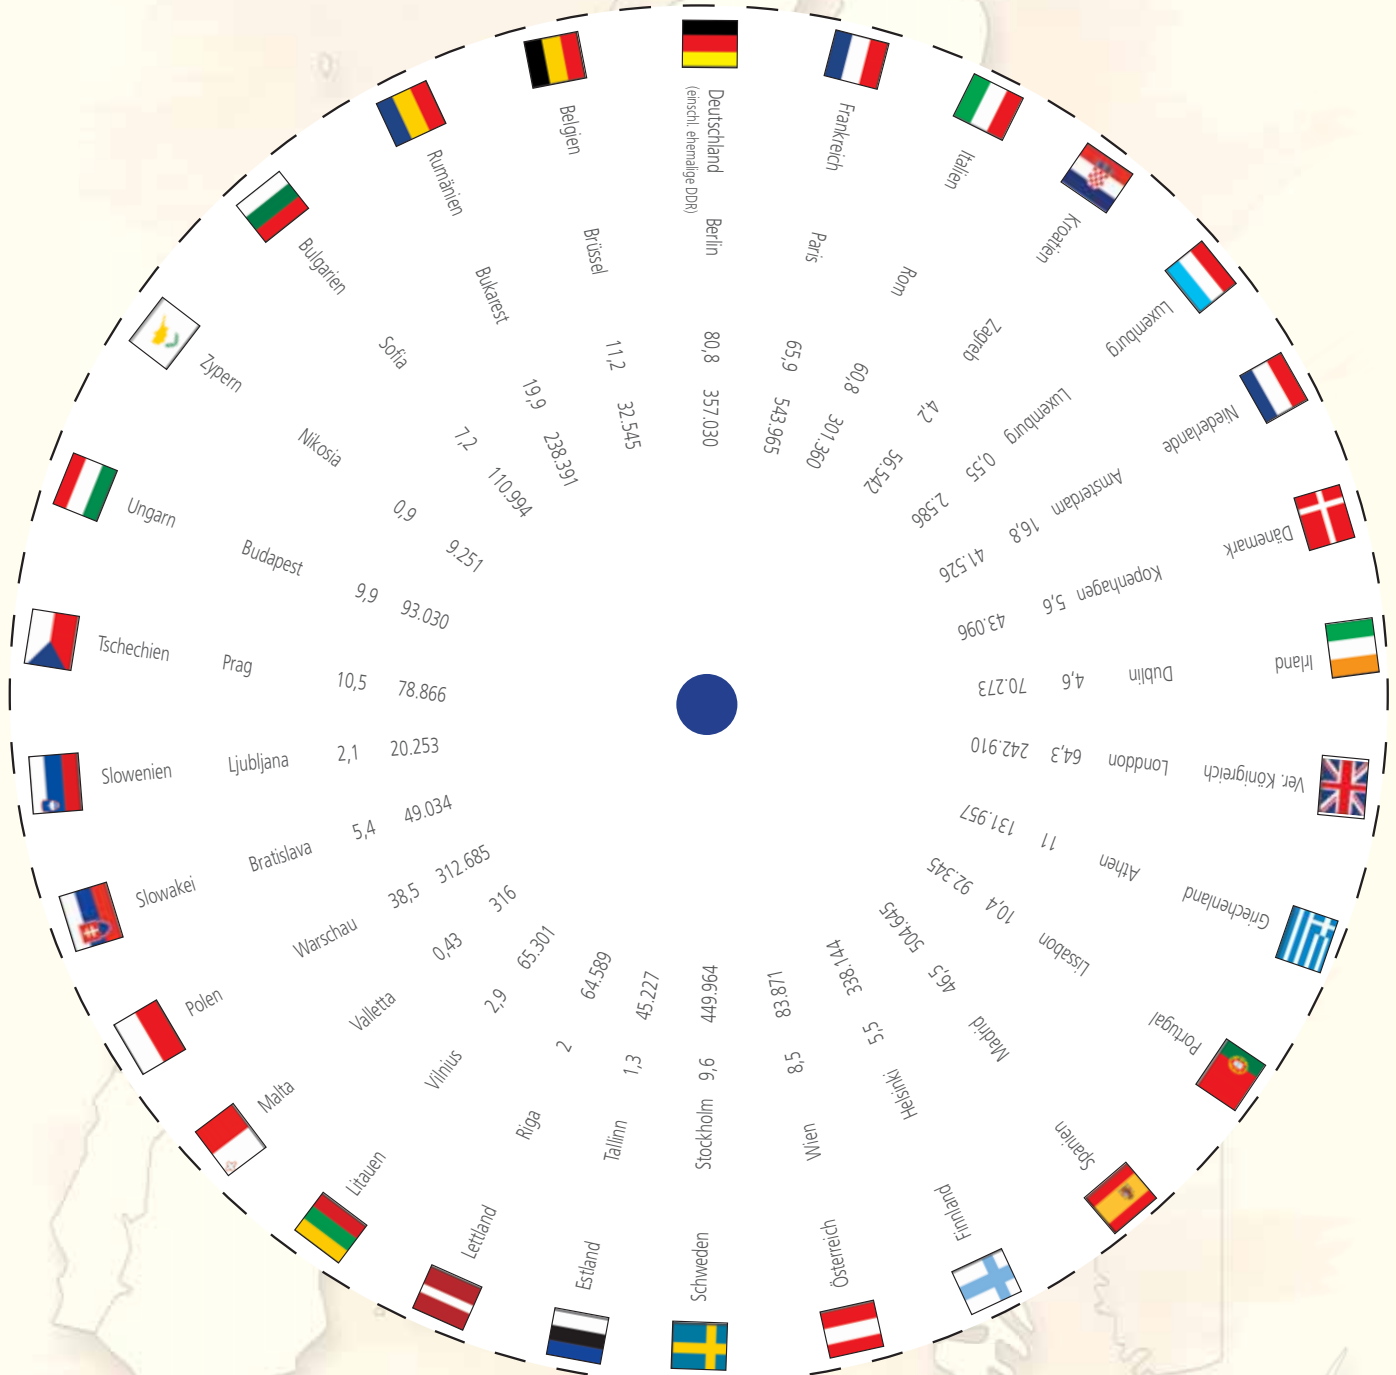 Deutschland
(einschl. ehemalige DDR)
Berlin
80,8
357.030
Frankreich
Paris
65,9
543.965
Italien
Rom
60,8
301.360
Kroatien
Zagreb
4,2
56.542
Luxemburg
Luxemburg
0,55
2.586
Niederlande
Amsterdam
16,8
41.526
Dänemark
Kopenhagen
5,6
43.096
Irland
Dublin
4,6
70.273
Ver. Königreich
Londdon
64,3
242.910
Griechenland
Athen
11
131.957
Portugal
Lissabon
10,4
92.345
Spanien
Madrid
46,5
504.645
Finnland
Helsinki
5,5
338.144
Österreich
Wien
8,5
83.871
Schweden
Stockholm
9,6
449.964
Estland
Tallinn
1,3
45.227
Lettland
Riga
2
64.589
Litauen
Vilnius
2,9
65.301
Malta
Valletta
0,43
316
Polen
Warschau
38,5
312.685
Slowakei
Bratislava
5,4
49.034
Slowenien
Ljubljana
2,1
20.253
Tschechien
Prag
10,5
78.866
Ungarn
Budapest
9,9
93.030
Zypern
Nikosia
0,9
9.251
Bulgarien
Sofia
7,2
110.994
Rumänien
Bukarest
19,9
238.391
Belgien
Brüssel
11,2
32.545